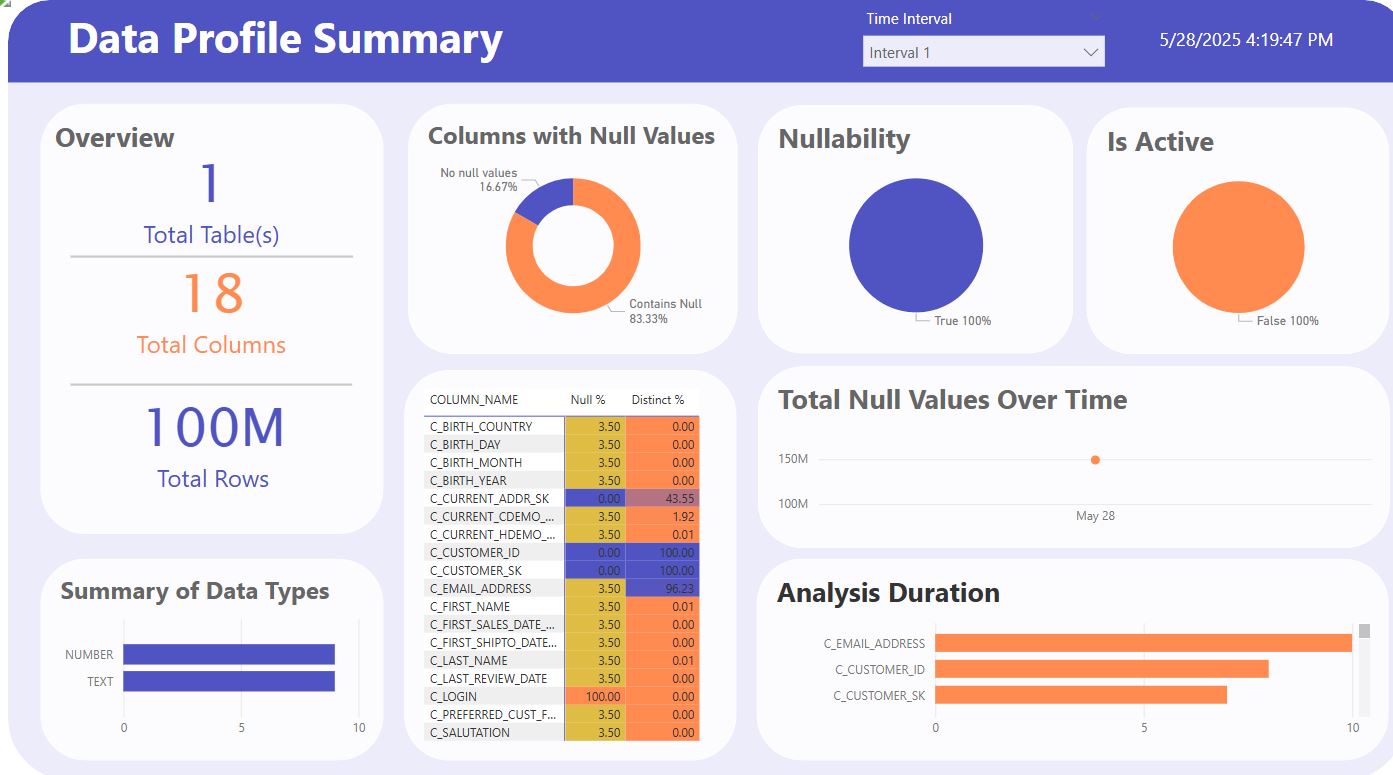 Data Profile Summary
Time Interval
Interval 1
5/28/2025 4:19:47 PM
Overview
1
Total Table(s)
18
Total Columns
100M
Total Rows
Columns with Null Values
No null values
16.67%
Contains Null
83.33%
Nullability
True 100%
Is Active
False 100%
COLUMN_NAME Null % Distinct %
C_BIRTH_COUNTRY 3.50 0.00
C_BIRTH_DAY 3.50 0.00
C_BIRTH_MONTH 3.50 0.00
C_BIRTH_YEAR 3.50 0.00
C_CURRENT_ADDR_SK 0.00 43.55
C_CURRENT_CDEMO_... 3.50 1.92
C_CURRENT_HDEMO_... 3.50 0.01
C_CUSTOMER_ID 0.00 100.00
C_CUSTOMER_SK 0.00 100.00
C_EMAIL_ADDRESS 3.50 96.23
C_FIRST_NAME 3.50 0.01
C_FIRST_SALES_DATE_... 3.50 0.00
C_FIRST_SHIPTO_DATE... 3.50 0.00
C_LAST_NAME 3.50 0.01
C_LAST_REVIEW_DATE 3.50 0.00
C_LOGIN 100.00 0.00
C_PREFERRED_CUST_F... 3.50 0.00
C_SALUTATION 3.50 0.00
Total Null Values Over Time
150M
100M
May 28
Summary of Data Types
NUMBER
TEXT
0 5 10
Analysis Duration
C_EMAIL_ADDRESS
C_CUSTOMER_ID
C_CUSTOMER_SK
0 5 10